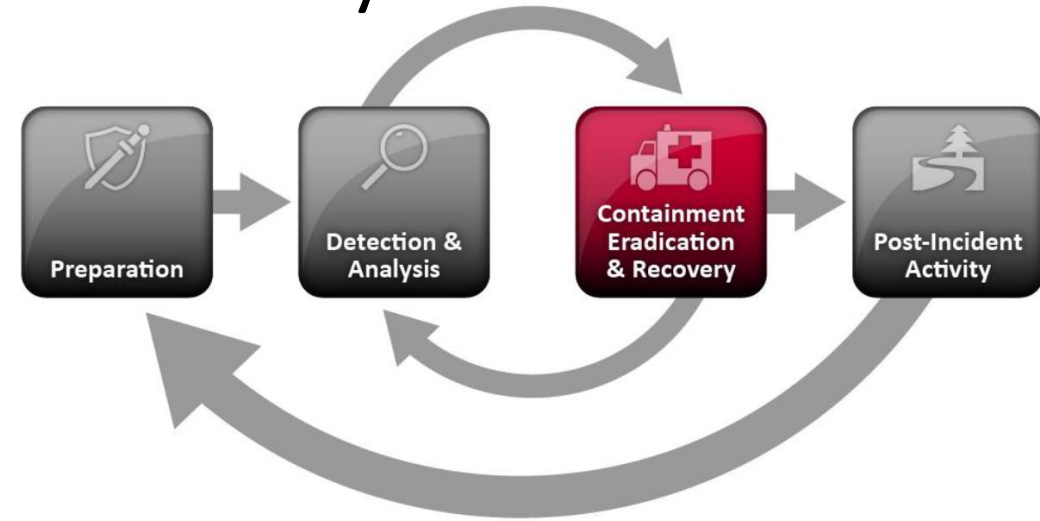 Preparation
Detection &
Analysis
Containment
Eradication
& Recovery
Post-Incident
Activity